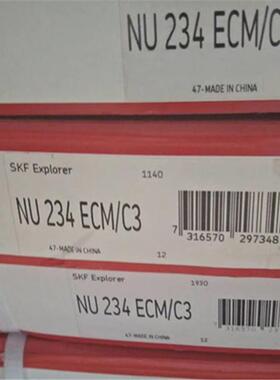 NU 234 ECM/C
47-MADE IN CHINA
SKF Explorer 1140
NU 234 ECM/C3
7 316570 297348
47-MADE IN CHINA 12
SKF Explorer 1930
NU 234 ECM/C3
47-MADE IN CHINA 12